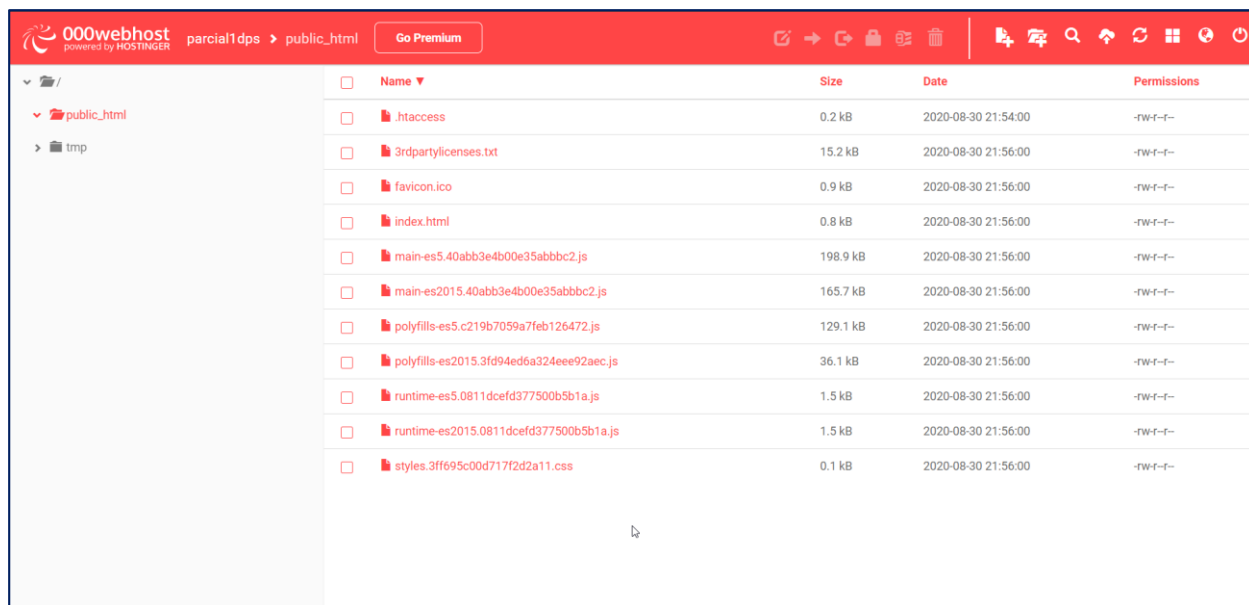 000webhost
powered by HOSTINGER
parcial1dps > public_html
Go Premium
/
public_html
tmp
Name ▼ Size Date Permissions
.htaccess 0.2 kB 2020-08-30 21:54:00 -rw-r--r--
3rdpartylicenses.txt 15.2 kB 2020-08-30 21:56:00 -rw-r--r--
favicon.ico 0.9 kB 2020-08-30 21:56:00 -rw-r--r--
index.html 0.8 kB 2020-08-30 21:56:00 -rw-r--r--
main-es5.40abb3e4b00e35abbbc2.js 198.9 kB 2020-08-30 21:56:00 -rw-r--r--
main-es2015.40abb3e4b00e35abbbc2.js 165.7 kB 2020-08-30 21:56:00 -rw-r--r--
polyfills-es5.c219b7059a7feb126472.js 129.1 kB 2020-08-30 21:56:00 -rw-r--r--
polyfills-es2015.3fd94ed6a324eee92aec.js 36.1 kB 2020-08-30 21:56:00 -rw-r--r--
runtime-es5.0811dcefd377500b5b1a.js 1.5 kB 2020-08-30 21:56:00 -rw-r--r--
runtime-es2015.0811dcefd377500b5b1a.js 1.5 kB 2020-08-30 21:56:00 -rw-r--r--
styles.3ff695c00d717f2d2a11.css 0.1 kB 2020-08-30 21:56:00 -rw-r--r--